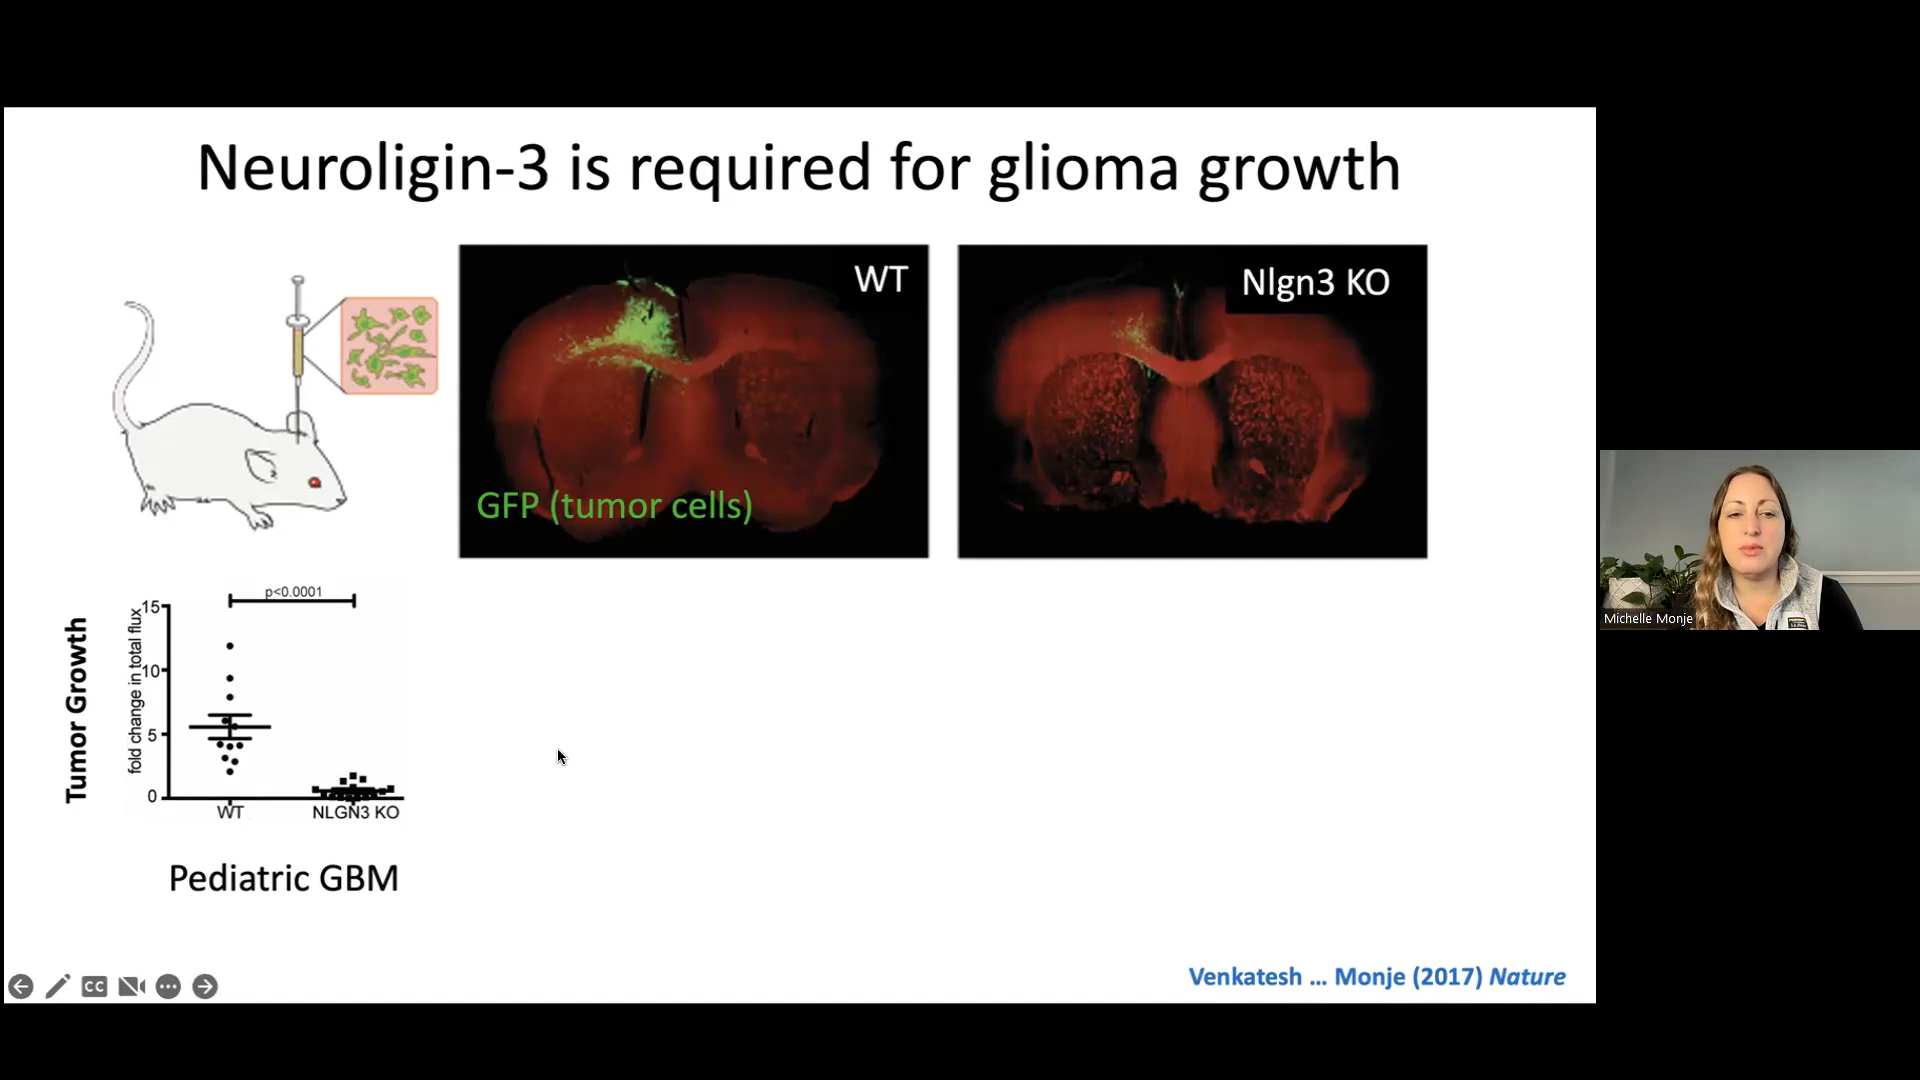 Neuroligin-3 is required for glioma growth
WT
GFP (tumor cells)
Nlgn3 KO
Tumor Growth
fold change in total flux
p<0.0001
15
10
5
0
WT
NLGN3 KO
Pediatric GBM
Venkatesh ... Monje (2017) Nature
CC
Michelle Monje